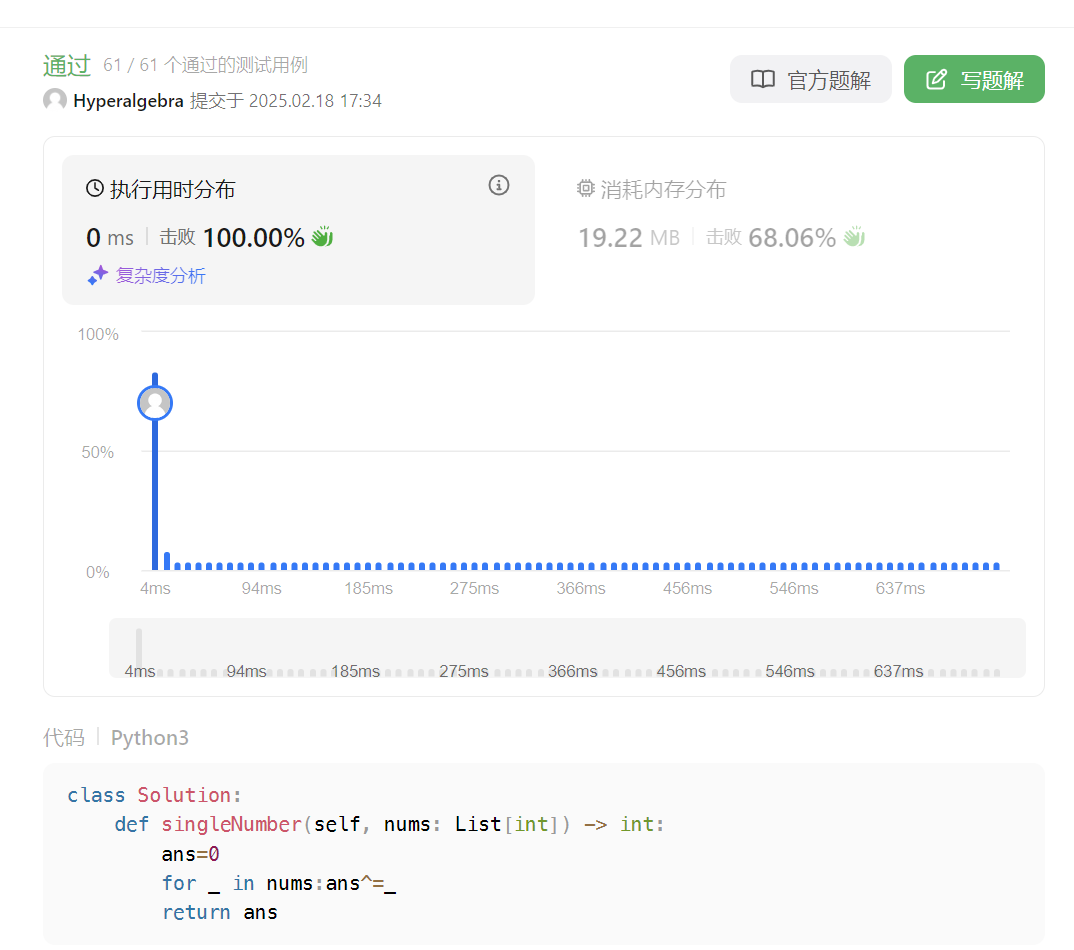 通过 61 / 61 个通过的测试用例
Hyperalgebra 提交于 2025.02.18 17:34
官方题解
写题解
执行用时分布
0 ms 击败 100.00%
复杂度分析
消耗内存分布
19.22 MB 击败 68.06%
100%
50%
0%
4ms 94ms 185ms 275ms 366ms 456ms 546ms 637ms
4ms 94ms 185ms 275ms 366ms 456ms 546ms 637ms
代码 Python3
class Solution:
    def singleNumber(self, nums: List[int]) -> int:
        ans=0
        for _ in nums:ans^=_
        return ans